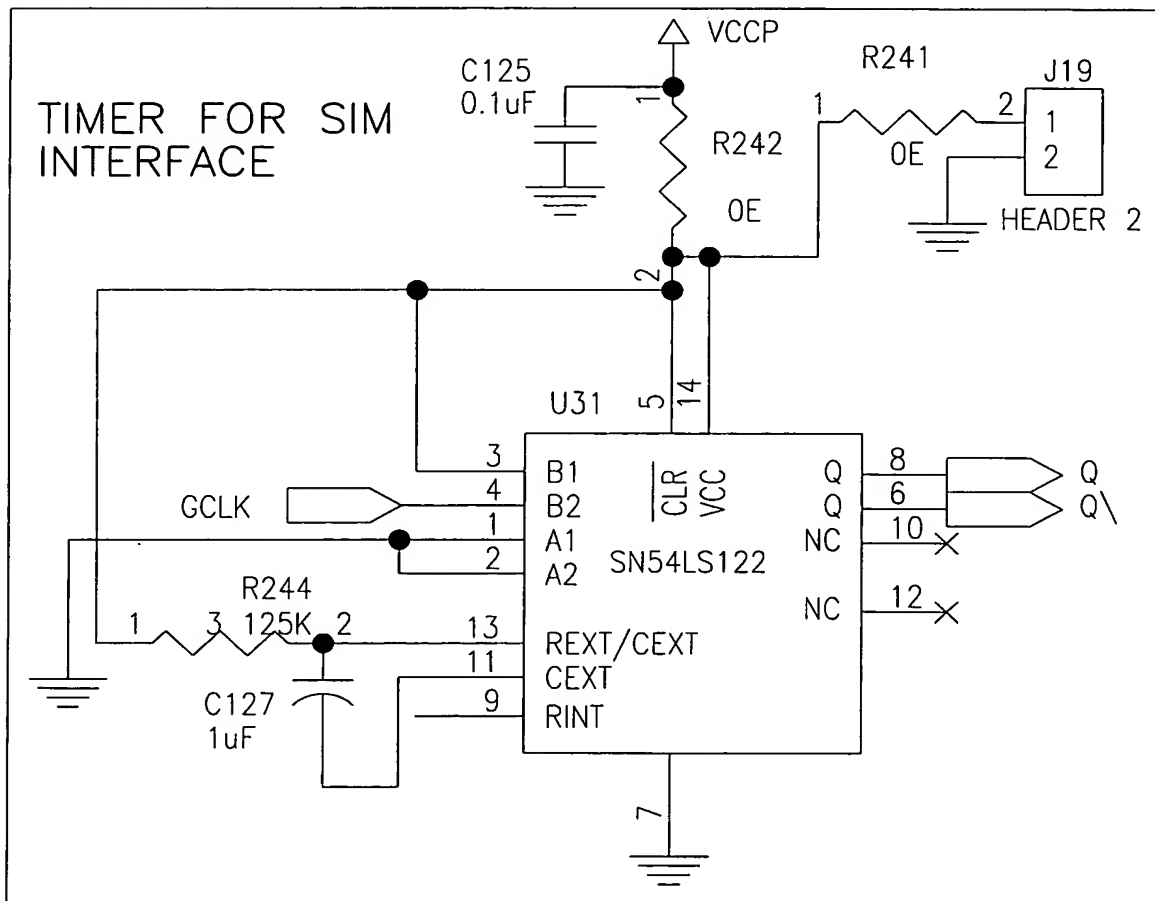 VCCP
C125
0.1uF
R241
J19
TIMER FOR SIM
INTERFACE
1
R242
0E
2
1
2
0E
1
2
HEADER 2
U31
5
14
3
B1
GCLK
4
B2
1
A1
2
A2
CLR
VCC
SN54LS122
Q
8
Q
Q
6
Q\
NC
10
NC
12
R244
1
3
125K
2
13
REXT/CEXT
11
CEXT
9
RINT
C127
1uF
7